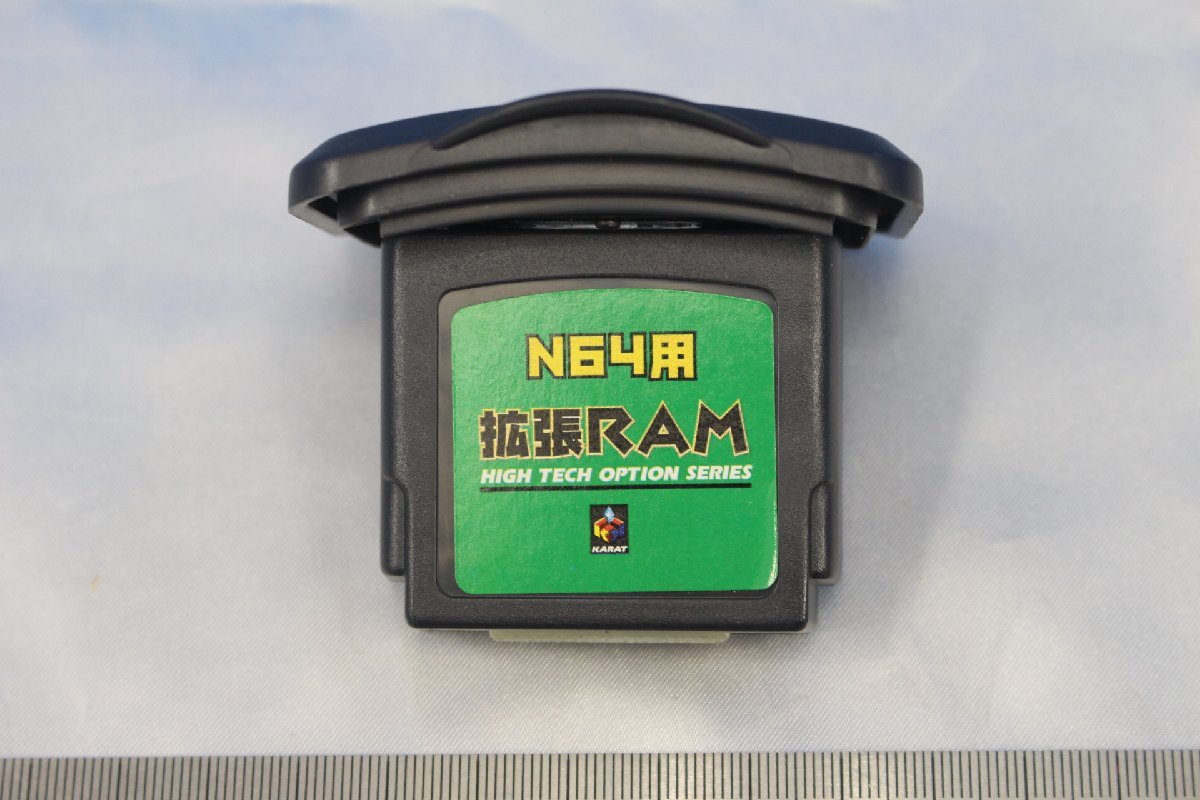 N64用
拡張RAM
HIGH TECH OPTION SERIES
KARAT